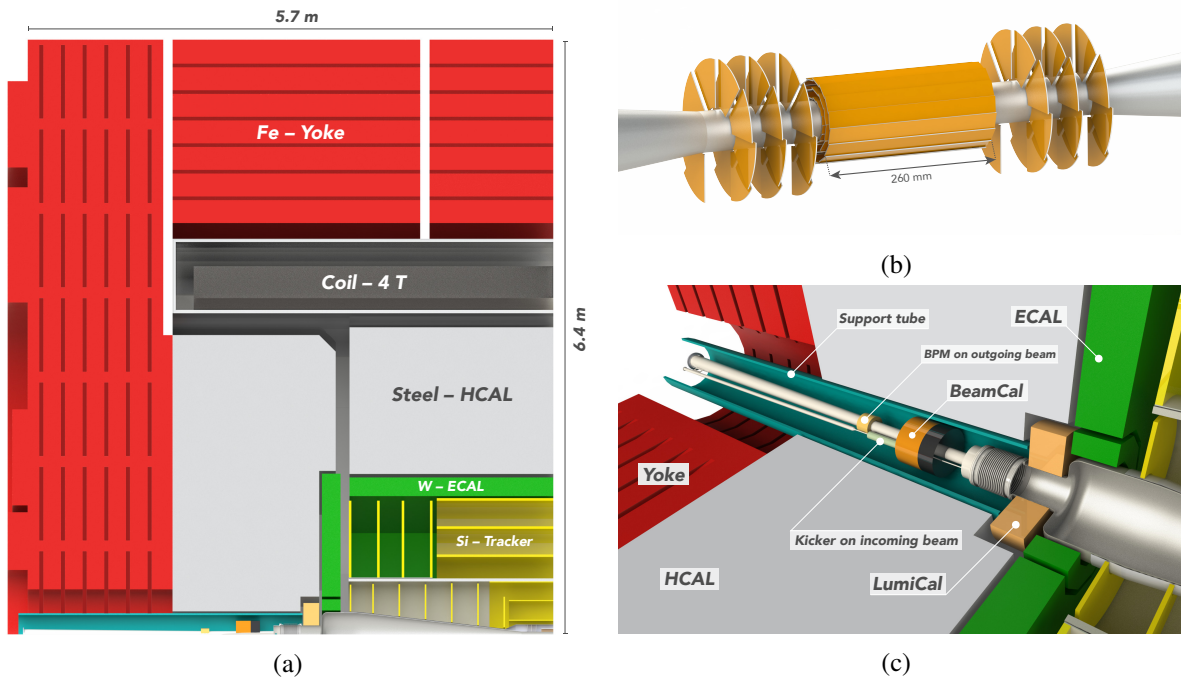 5.7 m
Fe – Yoke
Coil – 4 T
6.4 m
Steel – HCAL
W – ECAL
Si – Tracker
(a)
260 mm
(b)
Support tube
ECAL
BPM on outgoing beam
BeamCal
Yoke
Kicker on incoming beam
HCAL
LumiCal
(c)